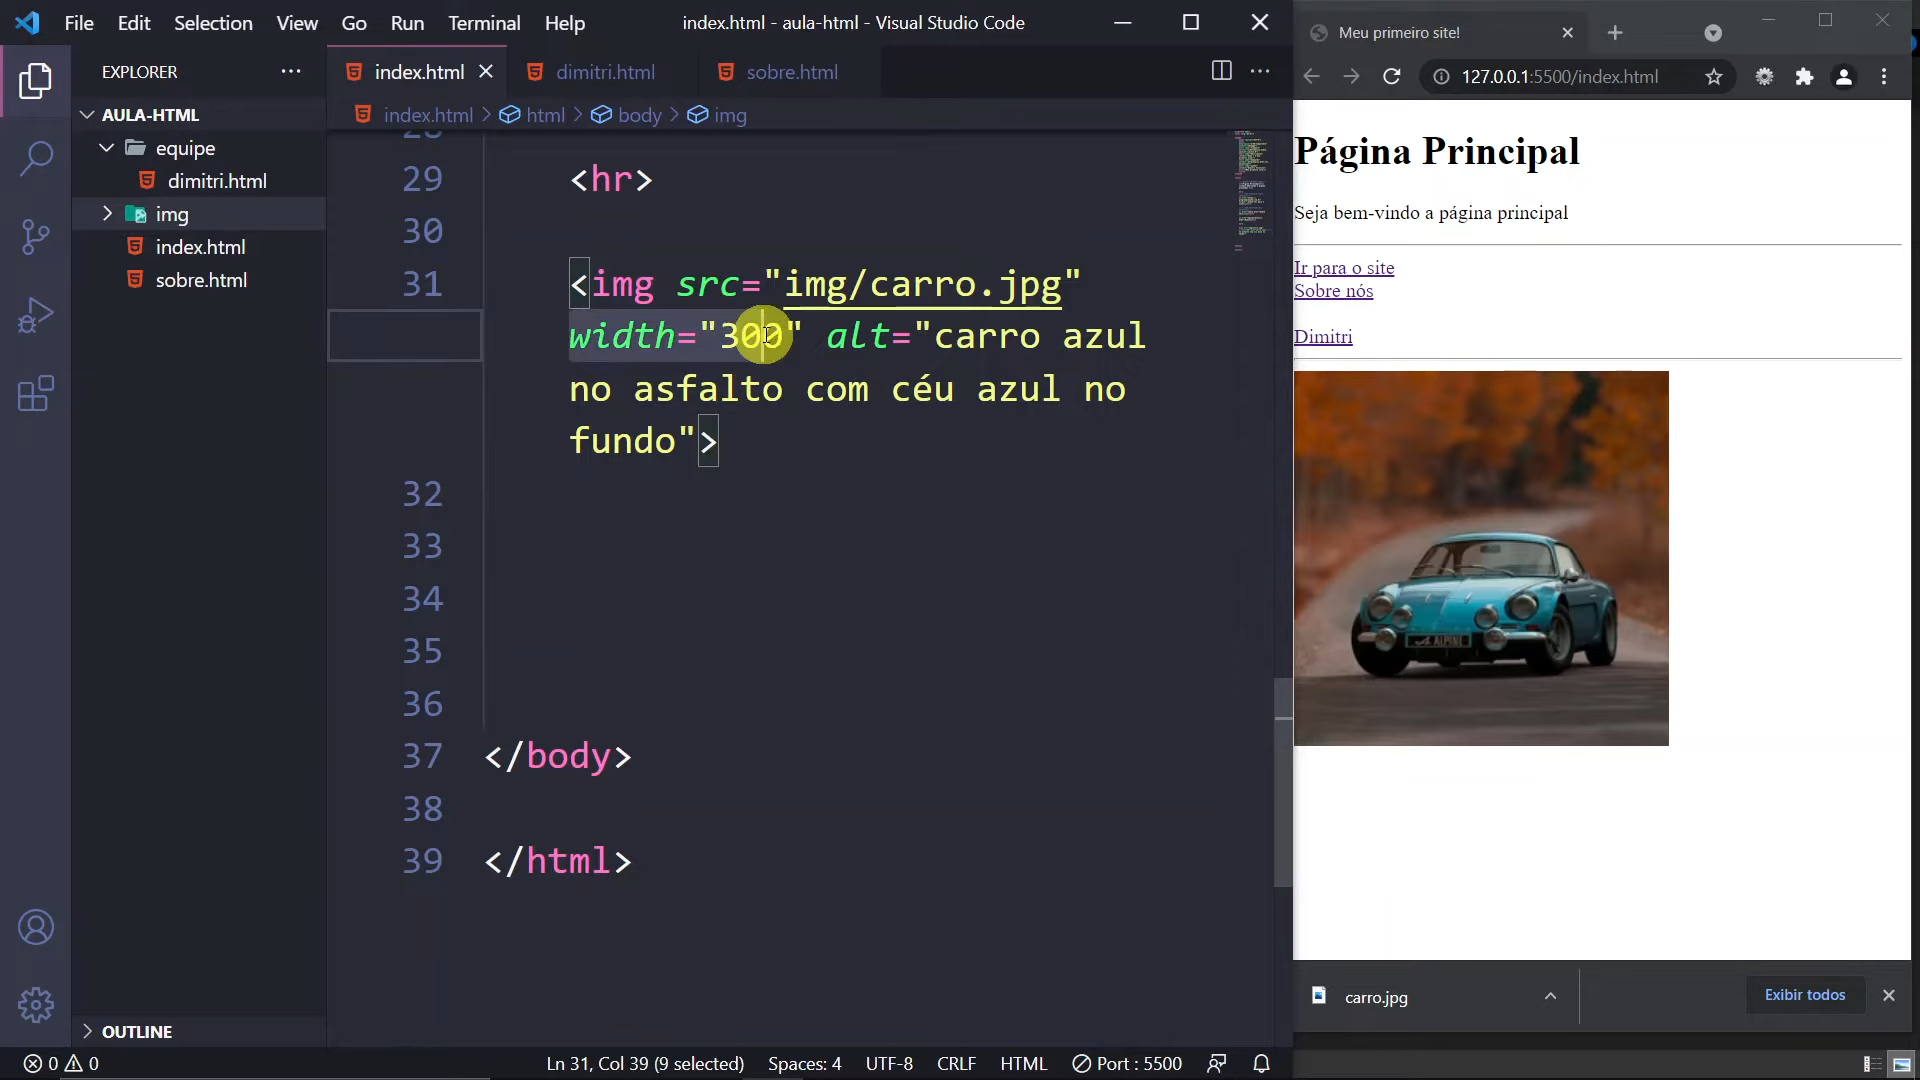 File Edit Selection View Go Run Terminal Help
index.html - aula-html - Visual Studio Code
EXPLORER
AULA-HTML
equipe
dimitri.html
img
index.html
sobre.html
OUTLINE
index.html dimitri.html sobre.html
index.html > html > body > img
28
29 <hr>
30
31 <img src="img/carro.jpg"
width="300" alt="carro azul
no asfalto com céu azul no
fundo">
32
33
34
35
36
37 </body>
38
39 </html>
0 0
Ln 31, Col 39 (9 selected) Spaces: 4 UTF-8 CRLF HTML Port : 5500
Meu primeiro site!
127.0.0.1:5500/index.html
Página Principal
Seja bem-vindo a página principal
Ir para o site
Sobre nós
Dimitri
A ALPINE
carro.jpg
Exibir todos